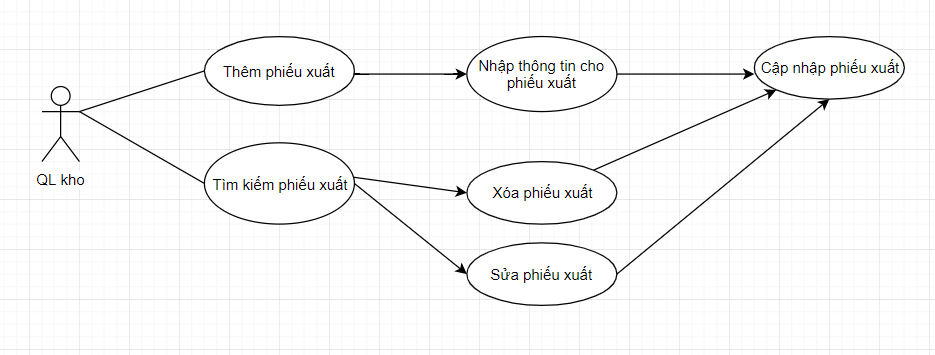 Thêm phiếu xuất
Nhập thông tin cho
phiếu xuất
Cập nhập phiếu xuất
QL kho
Tìm kiếm phiếu xuất
Xóa phiếu xuất
Sửa phiếu xuất